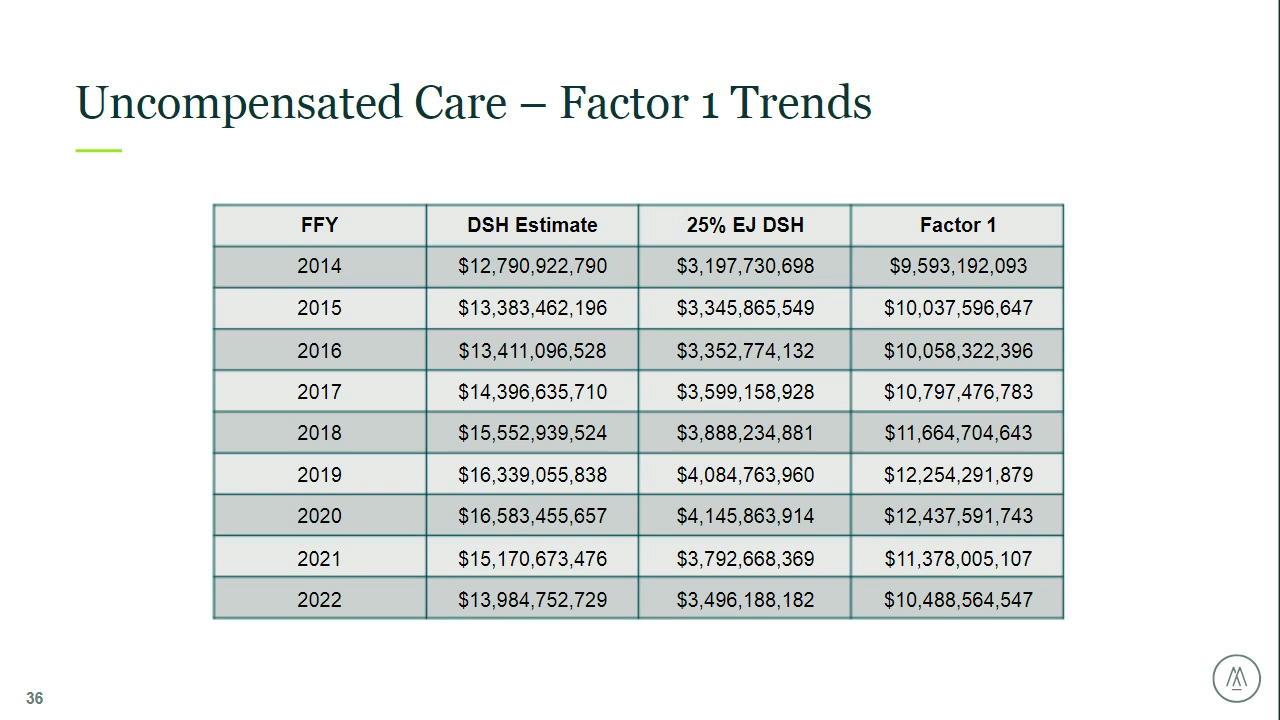 Uncompensated Care – Factor 1 Trends
FFY DSH Estimate 25% EJ DSH Factor 1
2014 $12,790,922,790 $3,197,730,698 $9,593,192,093
2015 $13,383,462,196 $3,345,865,549 $10,037,596,647
2016 $13,411,096,528 $3,352,774,132 $10,058,322,396
2017 $14,396,635,710 $3,599,158,928 $10,797,476,783
2018 $15,552,939,524 $3,888,234,881 $11,664,704,643
2019 $16,339,055,838 $4,084,763,960 $12,254,291,879
2020 $16,583,455,657 $4,145,863,914 $12,437,591,743
2021 $15,170,673,476 $3,792,668,369 $11,378,005,107
2022 $13,984,752,729 $3,496,188,182 $10,488,564,547
36